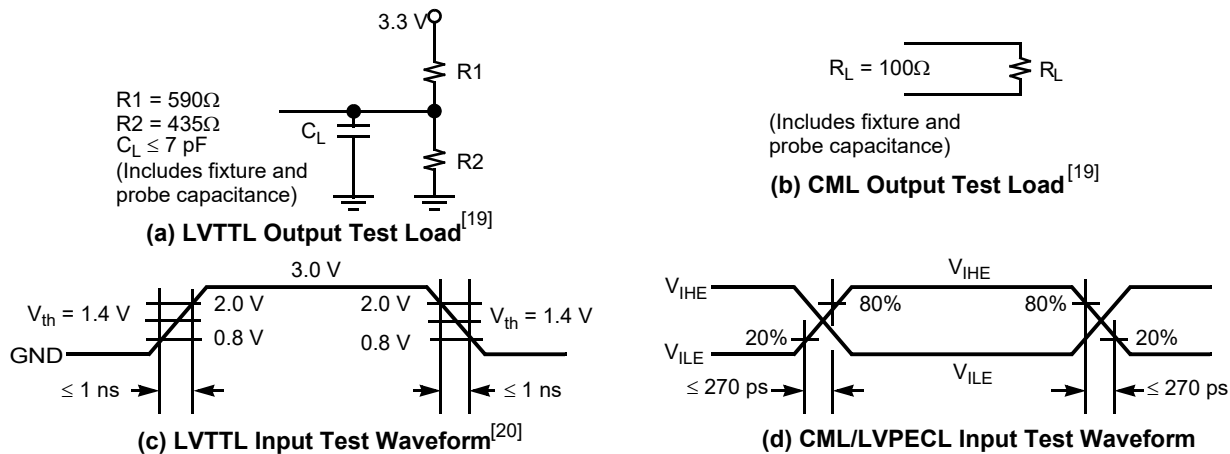 3.3 V
R1
R1 = 590Ω
R2 = 435Ω
C_L ≤ 7 pF
(Includes fixture and
probe capacitance)
C_L
R2
(a) LVTTL Output Test Load[19]
R_L = 100Ω
R_L
(Includes fixture and
probe capacitance)
(b) CML Output Test Load[19]
3.0 V
2.0 V
2.0 V
V_th = 1.4 V
V_th = 1.4 V
0.8 V
0.8 V
GND
≤ 1 ns
≤ 1 ns
(c) LVTTL Input Test Waveform[20]
V_IHE
V_IHE
80%
80%
20%
20%
V_ILE
V_ILE
≤ 270 ps
≤ 270 ps
(d) CML/LVPECL Input Test Waveform